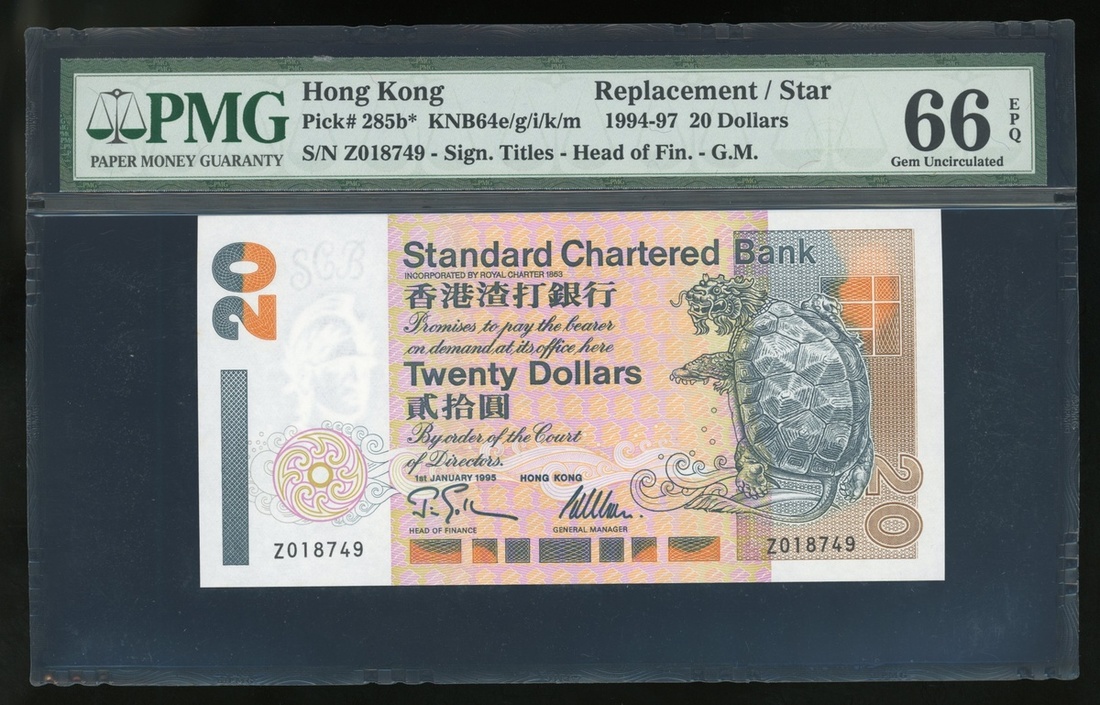 PMG
PAPER MONEY GUARANTY
Hong Kong Replacement / Star
Pick# 285b* KNB64e/g/i/k/m 1994-97 20 Dollars
S/N Z018749 - Sign. Titles - Head of Fin. - G.M.
66 EPQ
Gem Uncirculated
20
SCB
Standard Chartered Bank
INCORPORATED BY ROYAL CHARTER 1853
香港渣打銀行
Promises to pay the bearer
on demand at its office here
Twenty Dollars
貳拾圓
By order of the Court
of Directors.
1st JANUARY 1995 HONG KONG
HEAD OF FINANCE GENERAL MANAGER
Z018749 Z018749
20